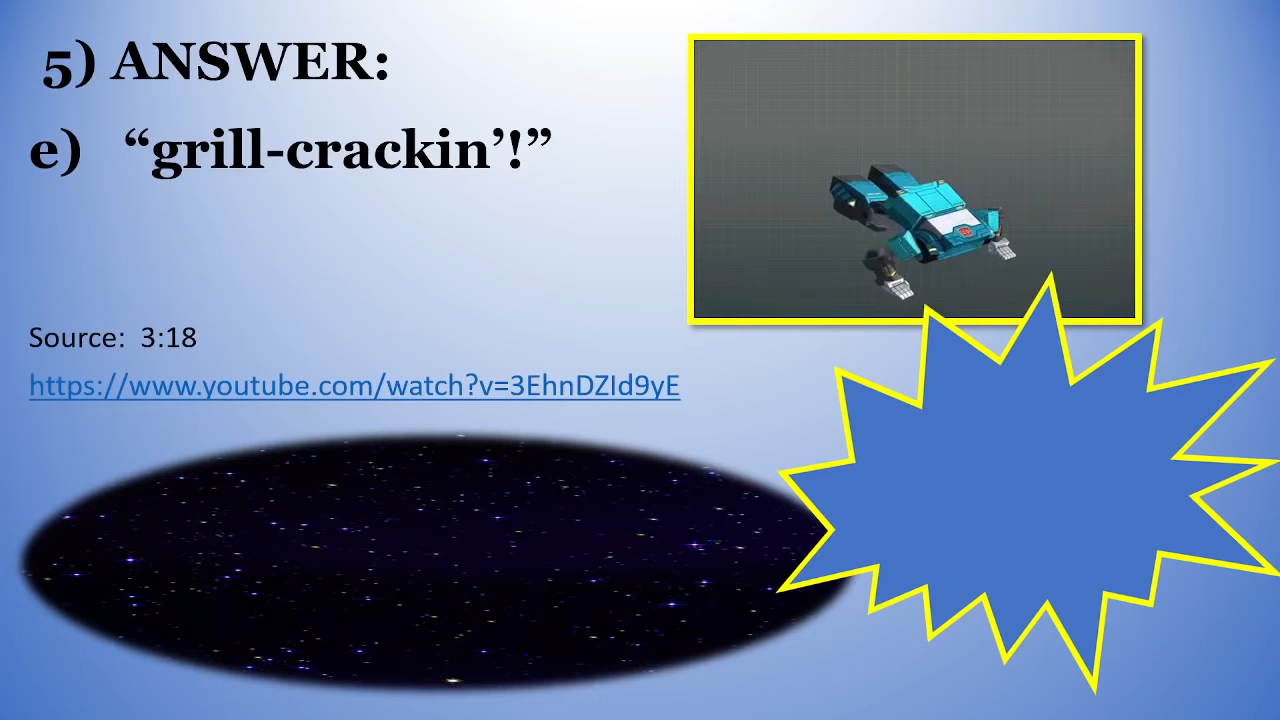 5) ANSWER:
e) “grill-crackin’!”
Source: 3:18
https://www.youtube.com/watch?v=3EhnDZId9yE